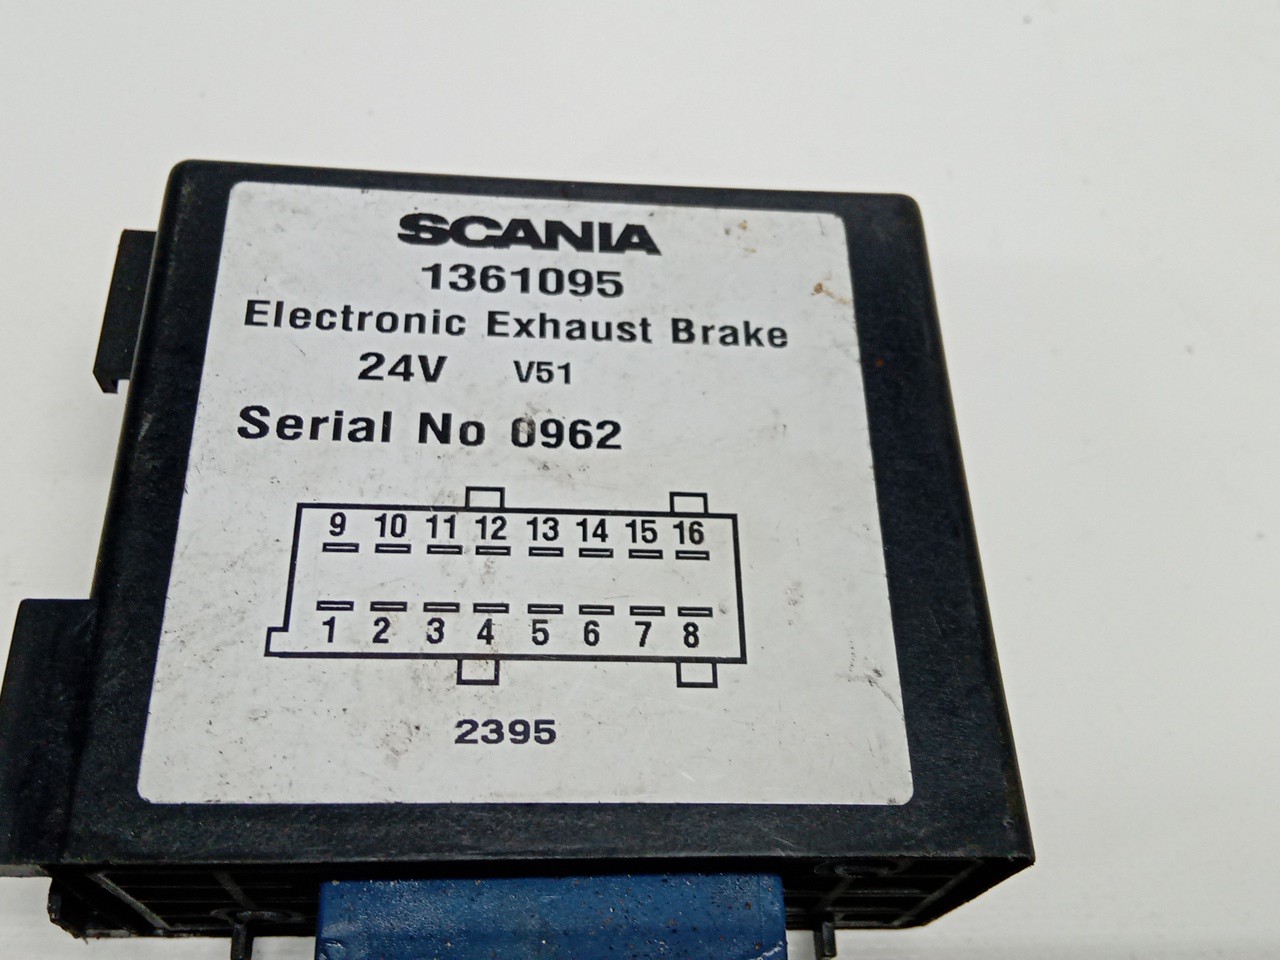 SCANIA
1361095
Electronic Exhaust Brake
24V V51
Serial No 0962
9 10 11 12 13 14 15 16
1 2 3 4 5 6 7 8
2395